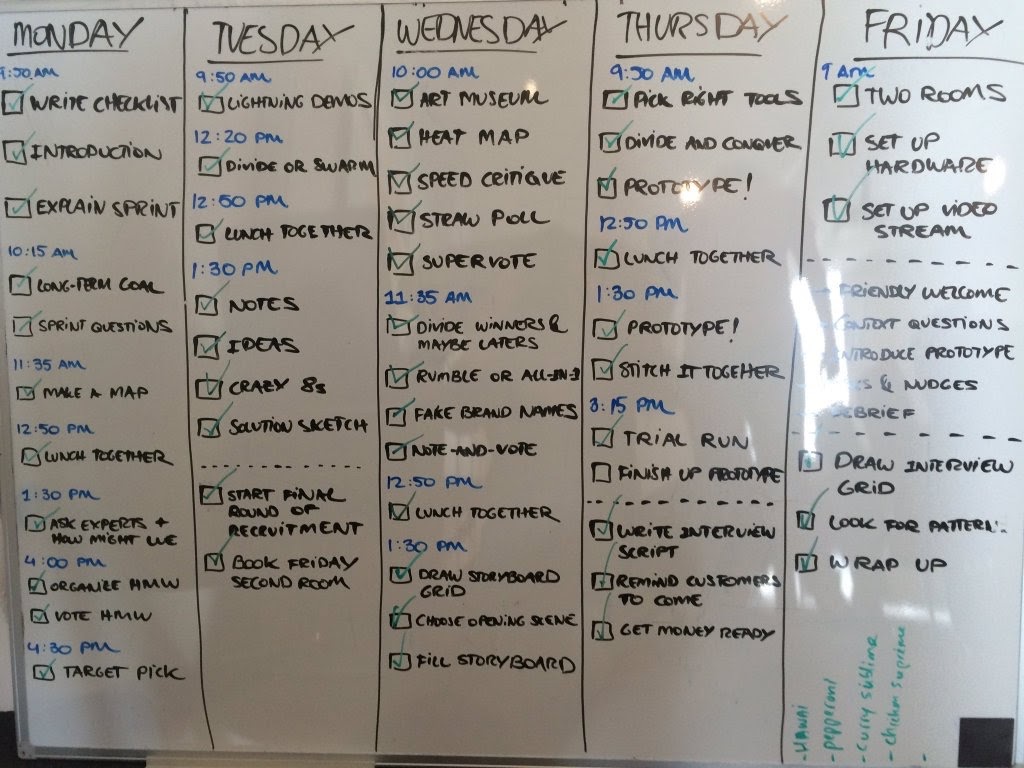 MONDAY
9:50 AM
WRITE CHECKLIST
INTRODUCTION
EXPLAIN SPRINT
10:15 AM
LONG-TERM GOAL
SPRINT QUESTIONS
11:35 AM
MAKE A MAP
12:50 PM
LUNCH TOGETHER
1:30 PM
ASK EXPERTS +
HOW MIGHT WE
4:00 PM
ORGANIZE HMW
VOTE HMW
4:30 PM
TARGET PICK
TUESDAY
9:50 AM
LIGHTNING DEMOS
12:20 PM
DIVIDE OR SWARM
12:50 PM
LUNCH TOGETHER
1:30 PM
NOTES
IDEAS
CRAZY 8s
SOLUTION SKETCH
START FINAL
ROUND OF
RECRUITMENT
BOOK FRIDAY
SECOND ROOM
WEDNESDAY
10:00 AM
ART MUSEUM
HEAT MAP
SPEED CRITIQUE
STRAW POLL
SUPERVOTE
11:35 AM
DIVIDE WINNERS &
MAYBE LATERS
RUMBLE OR ALL-IN-1
FAKE BRAND NAMES
NOTE-AND-VOTE
12:50 PM
LUNCH TOGETHER
1:30 PM
DRAW STORYBOARD
GRID
CHOOSE OPENING SCENE
FILL STORYBOARD
THURSDAY
9:50 AM
PICK RIGHT TOOLS
DIVIDE AND CONQUER
PROTOTYPE!
12:50 PM
LUNCH TOGETHER
1:30 PM
PROTOTYPE!
STITCH IT TOGETHER
3:15 PM
TRIAL RUN
FINISH UP PROTOTYPE
WRITE INTERVIEW
SCRIPT
REMIND CUSTOMERS
TO COME
GET MONEY READY
FRIDAY
9 AM
TWO ROOMS
SET UP
HARDWARE
SET UP VIDEO
STREAM
- FRIENDLY WELCOME
- CONTEXT QUESTIONS
INTRODUCE PROTOTYPE
& NUDGES
DEBRIEF
DRAW INTERVIEW
GRID
LOOK FOR PATTERN
WRAP UP
- HAWAI
- pepperoni
- curry sublime
- chicken supreme
-